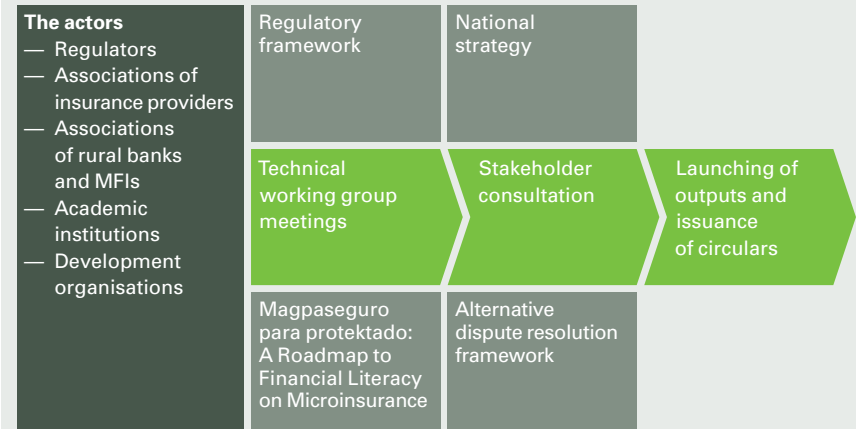 The actors
— Regulators
— Associations of
insurance providers
— Associations
of rural banks
and MFIs
— Academic
institutions
— Development
organisations
Regulatory
framework
National
strategy
Technical
working group
meetings
Stakeholder
consultation
Launching of
outputs and
issuance
of circulars
Magpaseguro
para protektado:
A Roadmap to
Financial Literacy
on Microinsurance
Alternative
dispute resolution
framework